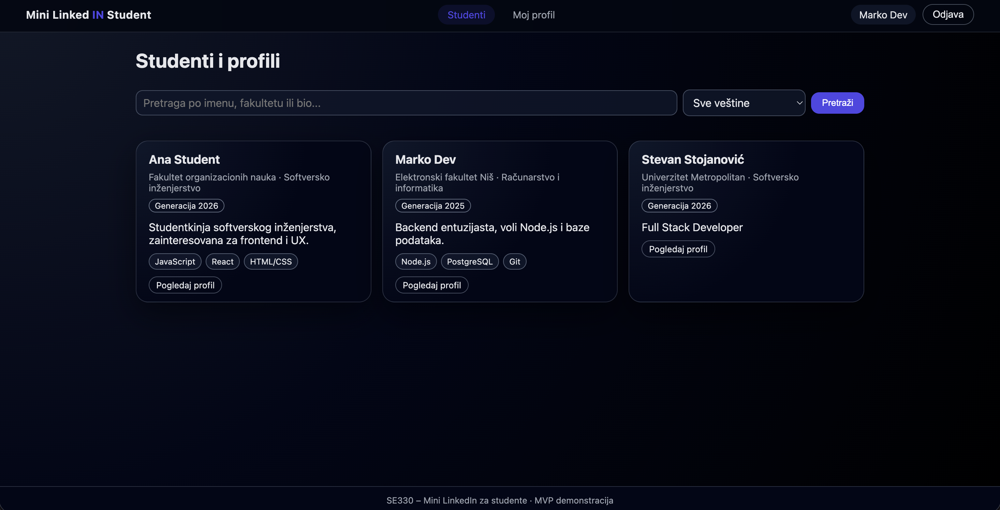 Mini Linked IN Student
Studenti
Moj profil
Marko Dev
Odjava
Studenti i profili
Pretraga po imenu, fakultetu ili bio...
Sve veštine
Pretraži
Ana Student
Fakultet organizacionih nauka · Softversko
inženjerstvo
Generacija 2026
Studentkinja softverskog inženjerstva,
zainteresovana za frontend i UX.
JavaScript
React
HTML/CSS
Pogledaj profil
Marko Dev
Elektronski fakultet Niš · Računarstvo i
informatika
Generacija 2025
Backend entuzijasta, voli Node.js i baze
podataka.
Node.js
PostgreSQL
Git
Pogledaj profil
Stevan Stojanović
Univerzitet Metropolitan · Softversko
inženjerstvo
Generacija 2026
Full Stack Developer
Pogledaj profil
SE330 – Mini LinkedIn za studente · MVP demonstracija